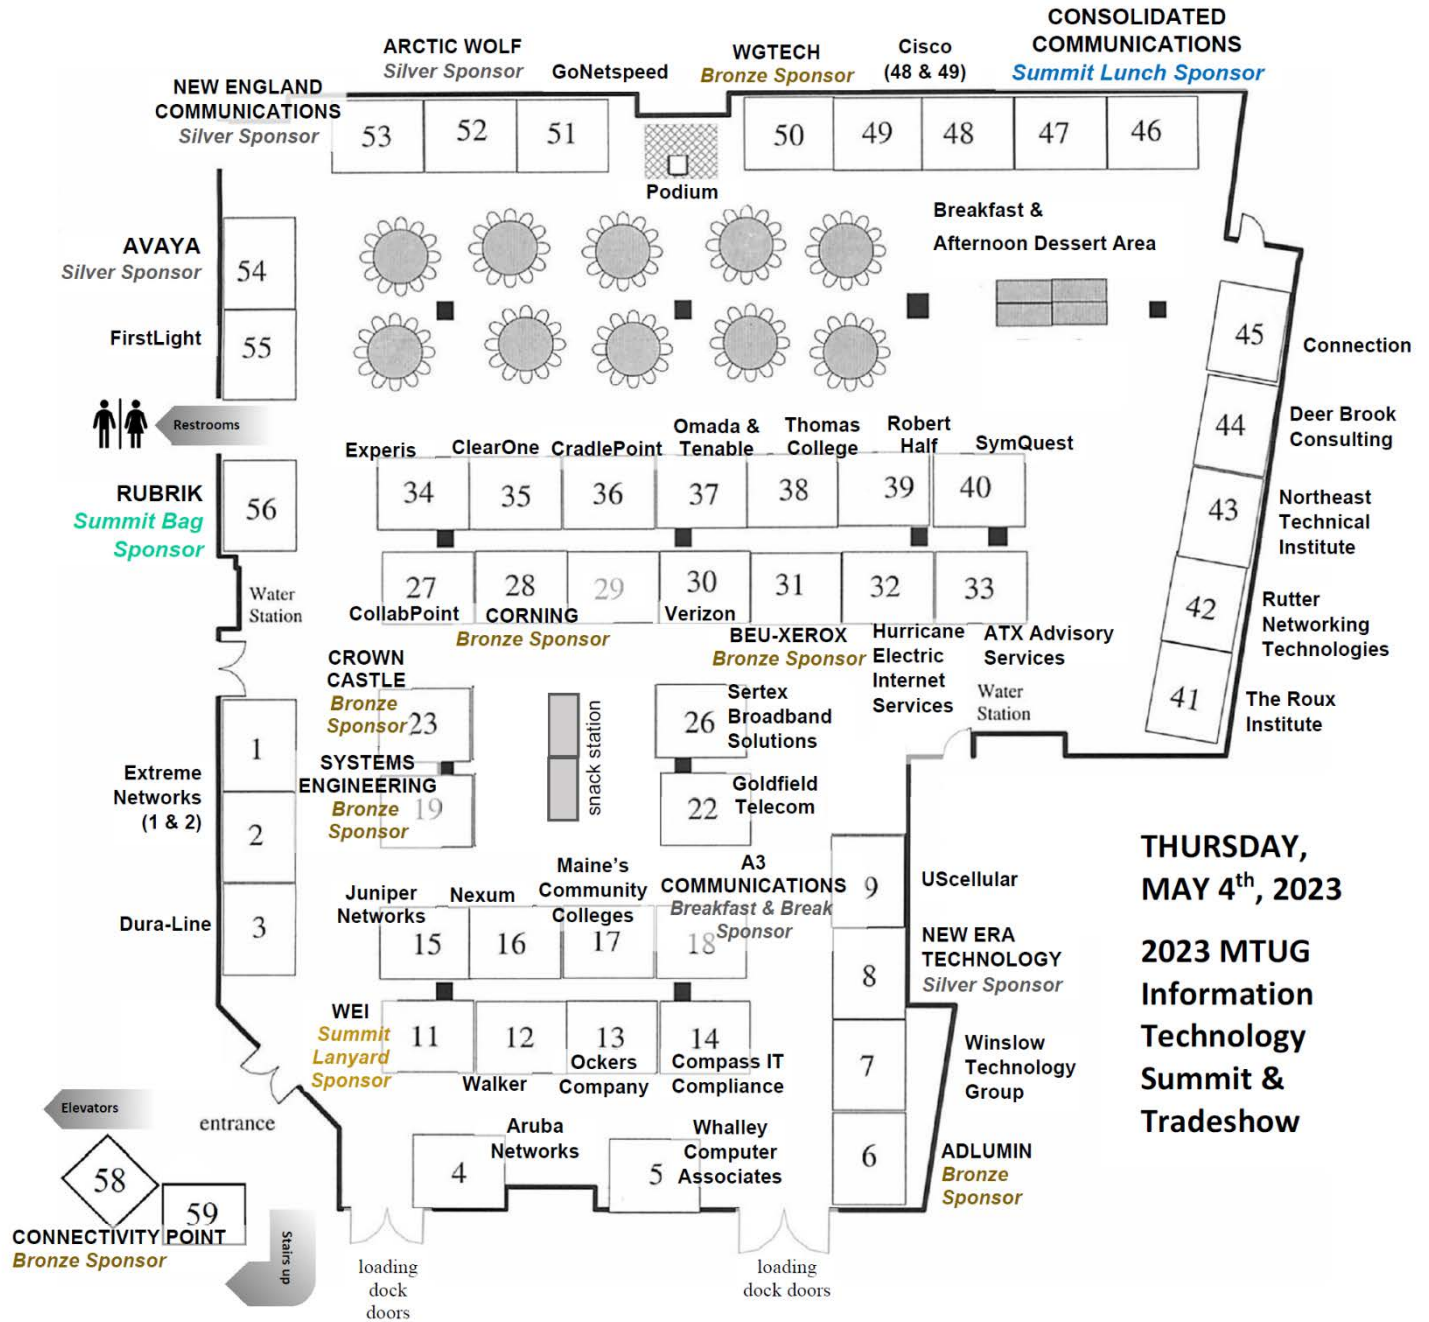 CONSOLIDATED
COMMUNICATIONS
Summit Lunch Sponsor
ARCTIC WOLF
Silver Sponsor
GoNetspeed
WGTECH
Bronze Sponsor
Cisco
(48 & 49)
NEW ENGLAND
COMMUNICATIONS
Silver Sponsor
53
52
51
50
49
48
47
46
Podium
Breakfast &
Afternoon Dessert Area
AVAYA
Silver Sponsor
54
FirstLight
55
45
Connection
44
Deer Brook
Consulting
43
Northeast
Technical
Institute
42
Rutter
Networking
Technologies
41
The Roux
Institute
Restrooms
Experis
ClearOne
CradlePoint
Omada &
Tenable
Thomas
College
Robert
Half
SymQuest
34
35
36
37
38
39
40
RUBRIK
Summit Bag
Sponsor
56
Water
Station
27
28
29
30
31
32
33
CollabPoint
CORNING
Bronze Sponsor
Verizon
BEU-XEROX
Bronze Sponsor
Hurricane
Electric
Internet
Services
ATX Advisory
Services
Water
Station
CROWN
CASTLE
Bronze
Sponsor
23
snack station
26
Sertex
Broadband
Solutions
SYSTEMS
ENGINEERING
Bronze
Sponsor
19
22
Goldfield
Telecom
1
Extreme
Networks
(1 & 2)
2
Dura-Line
3
Juniper
Networks
Nexum
Maine's
Community
Colleges
A3
COMMUNICATIONS
Breakfast & Break
Sponsor
15
16
17
18
9
UScellular
8
NEW ERA
TECHNOLOGY
Silver Sponsor
7
Winslow
Technology
Group
6
ADLUMIN
Bronze
Sponsor
WEI
Summit
Lanyard
Sponsor
11
12
13
14
Walker
Ockers
Company
Compass IT
Compliance
Aruba
Networks
4
Whalley
Computer
Associates
5
Elevators
entrance
58
59
CONNECTIVITY POINT
Bronze Sponsor
Stairs up
loading
dock
doors
loading
dock doors
THURSDAY,
MAY 4th, 2023
2023 MTUG
Information
Technology
Summit &
Tradeshow